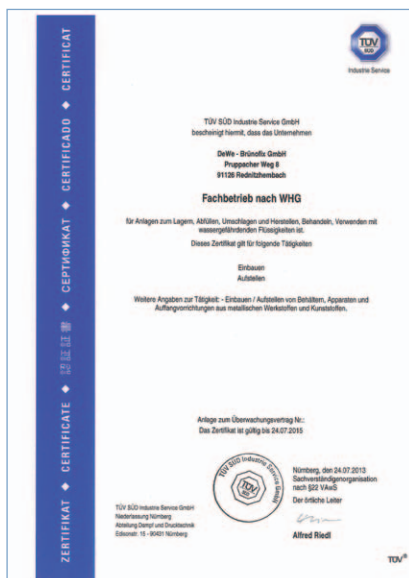 ZERTIFIKAT ◆ CERTIFICATE ◆ 認証証書 ◆ СЕРТИФИКАТ ◆ CERTIFICADO ◆ CERTIFICAT
TÜV
SÜD
Industrie Service
TÜV SÜD Industrie Service GmbH
bescheinigt hiermit, dass das Unternehmen
DeWe - Brünofix GmbH
Pruppacher Weg 8
91126 Rednitzhembach
Fachbetrieb nach WHG
für Anlagen zum Lagern, Abfüllen, Umschlagen und Herstellen, Behandeln, Verwenden mit
wassergefährdenden Flüssigkeiten ist.
Dieses Zertifikat gilt für folgende Tätigkeiten
Einbauen
Aufstellen
Weitere Angaben zur Tätigkeit: - Einbauen / Aufstellen von Behältern, Apparaten und
Auffangvorrichtungen aus metallischen Werkstoffen und Kunststoffen.
Anlage zum Überwachungsvertrag Nr.:
Das Zertifikat ist gültig bis 24.07.2015
TÜV SÜD Industrie Service GmbH
TÜV
SÜD
Nürnberg, den 24.07.2013
Sachverständigenorganisation
nach §22 VAwS
Der örtliche Leiter
Alfred Riedl
TÜV SÜD Industrie Service GmbH
Niederlassung Nürnberg
Abteilung Dampf und Drucktechnik
Edisonstr. 15 - 90431 Nürnberg
TÜV®